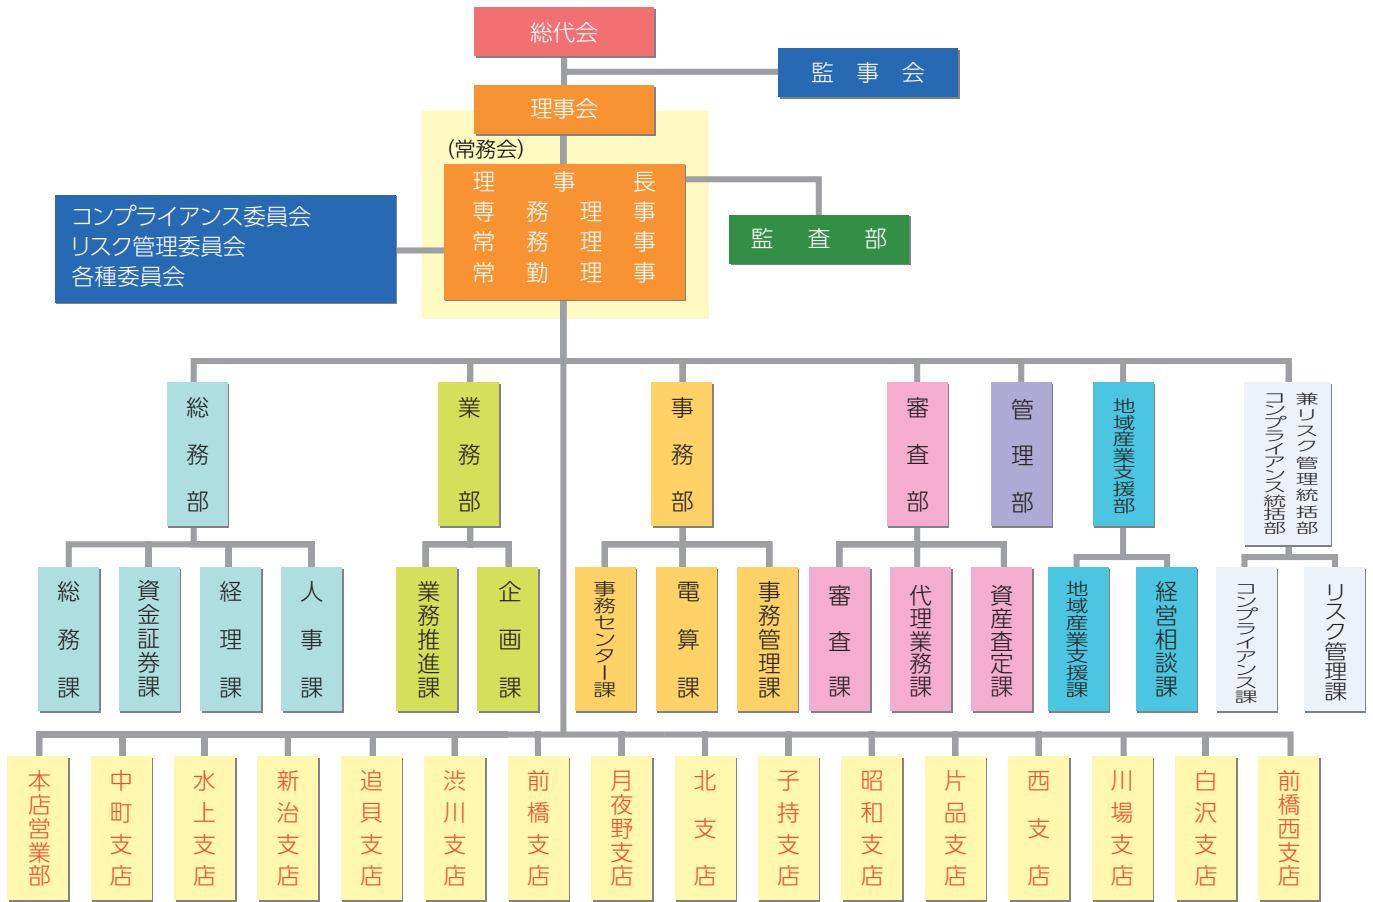 総代会
監事会
理事会
(常務会)
理事長
専務理事
常務理事
常勤理事
コンプライアンス委員会
リスク管理委員会
各種委員会
監査部
総務部
業務部
事務部
審査部
管理部
地域産業支援部
兼リスク管理統括部
コンプライアンス統括部
総務課
資金証券課
経理課
人事課
業務推進課
企画課
事務センター課
電算課
事務管理課
審査課
代理業務課
資産査定課
地域産業支援課
経営相談課
コンプライアンス課
リスク管理課
本店営業部
中町支店
水上支店
新治支店
追貝支店
渋川支店
前橋支店
月夜野支店
北支店
子持支店
昭和支店
片品支店
西支店
川場支店
白沢支店
前橋西支店